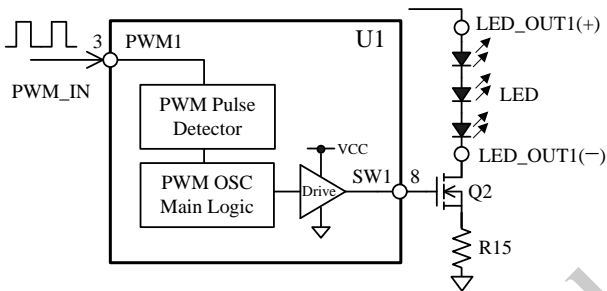 U1
LED_OUT1(+)
3
PWM1
PWM_IN
PWM Pulse
Detector
LED
VCC
LED_OUT1(—)
PWM OSC
Main Logic
Drive
SW1
8
Q2
R15